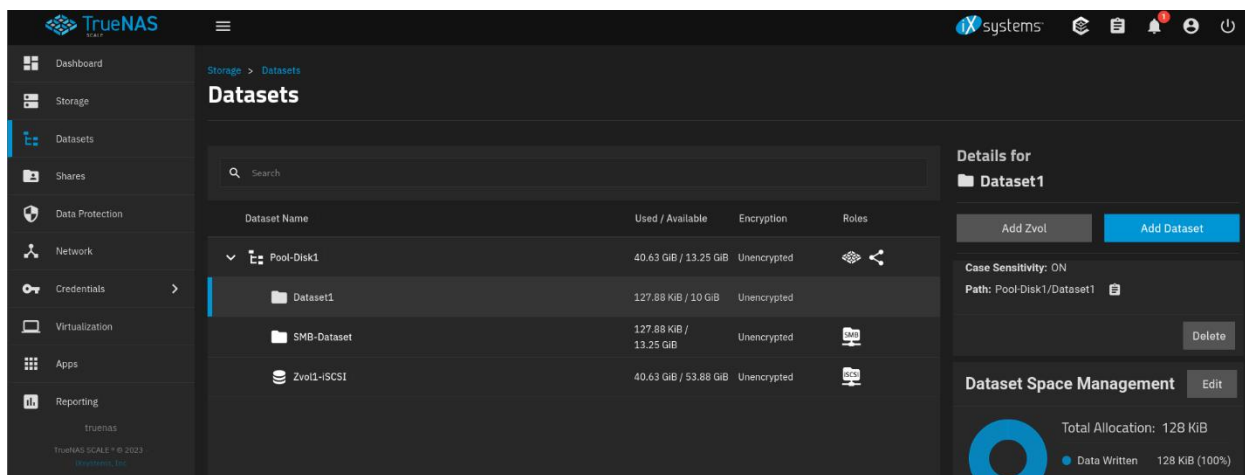 TrueNAS
SCALE
iX systems
1
Dashboard
Storage
Datasets
Shares
Data Protection
Network
Credentials
Virtualization
Apps
Reporting
truenas
TrueNAS SCALE ® © 2023
iXsystems, Inc
Storage > Datasets
Datasets
Search
Dataset Name Used / Available Encryption Roles
Pool-Disk1 40.63 GiB / 13.25 GiB Unencrypted
Dataset1 127.88 KiB / 10 GiB Unencrypted
SMB-Dataset 127.88 KiB / 13.25 GiB Unencrypted SMB
Zvol1-iSCSI 40.63 GiB / 53.88 GiB Unencrypted iSCSI
Details for
Dataset1
Add Zvol Add Dataset
Case Sensitivity: ON
Path: Pool-Disk1/Dataset1
Delete
Dataset Space Management Edit
Total Allocation: 128 KiB
Data Written 128 KiB (100%)